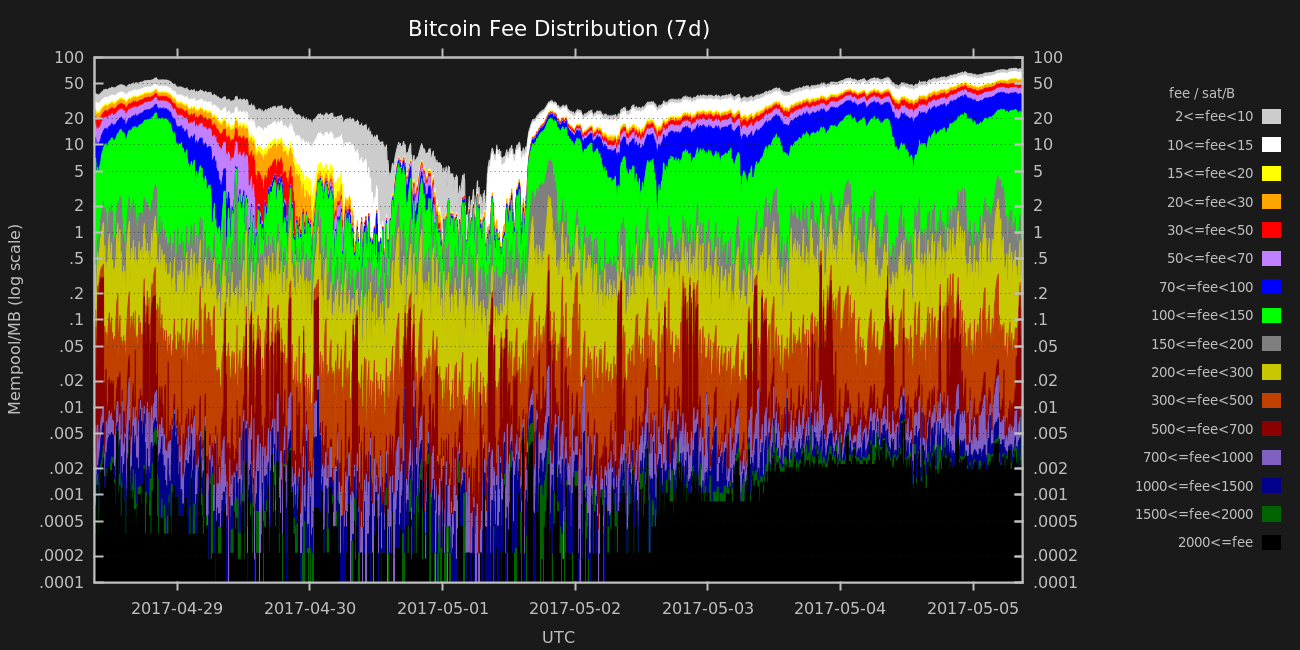 Bitcoin Fee Distribution (7d)
Mempool/MB (log scale)
100
50
20
10
5
2
1
.5
.2
.1
.05
.02
.01
.005
.002
.001
.0005
.0002
.0001
100
50
20
10
5
2
1
.5
.2
.1
.05
.02
.01
.005
.002
.001
.0005
.0002
.0001
2017-04-29 2017-04-30 2017-05-01 2017-05-02 2017-05-03 2017-05-04 2017-05-05
UTC
fee / sat/B
2<=fee<10
10<=fee<15
15<=fee<20
20<=fee<30
30<=fee<50
50<=fee<70
70<=fee<100
100<=fee<150
150<=fee<200
200<=fee<300
300<=fee<500
500<=fee<700
700<=fee<1000
1000<=fee<1500
1500<=fee<2000
2000<=fee